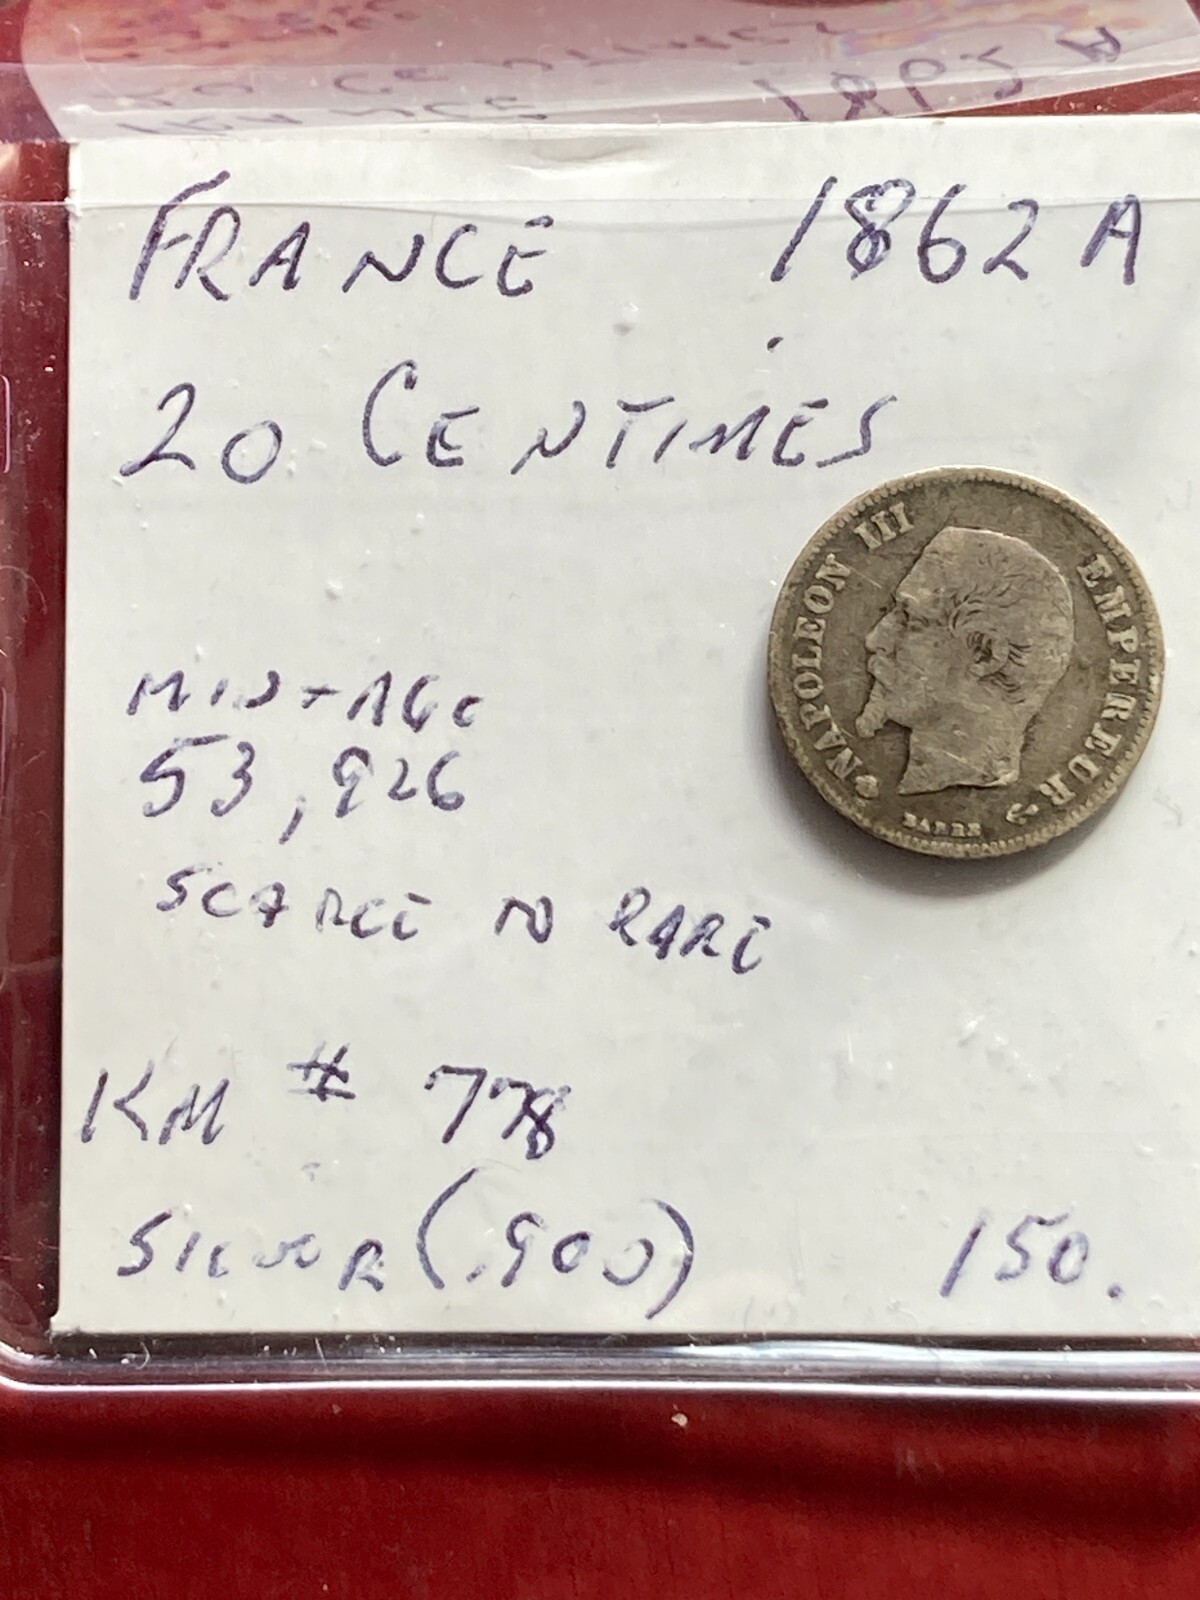 1863 A
FRANCE 1862 A
20 CENTIMES
MINTAGE
53,926
SCARCE TO RARE
KM # 778
SILVER (.900) 150.
NAPOLEON III EMPEREUR
BARRE